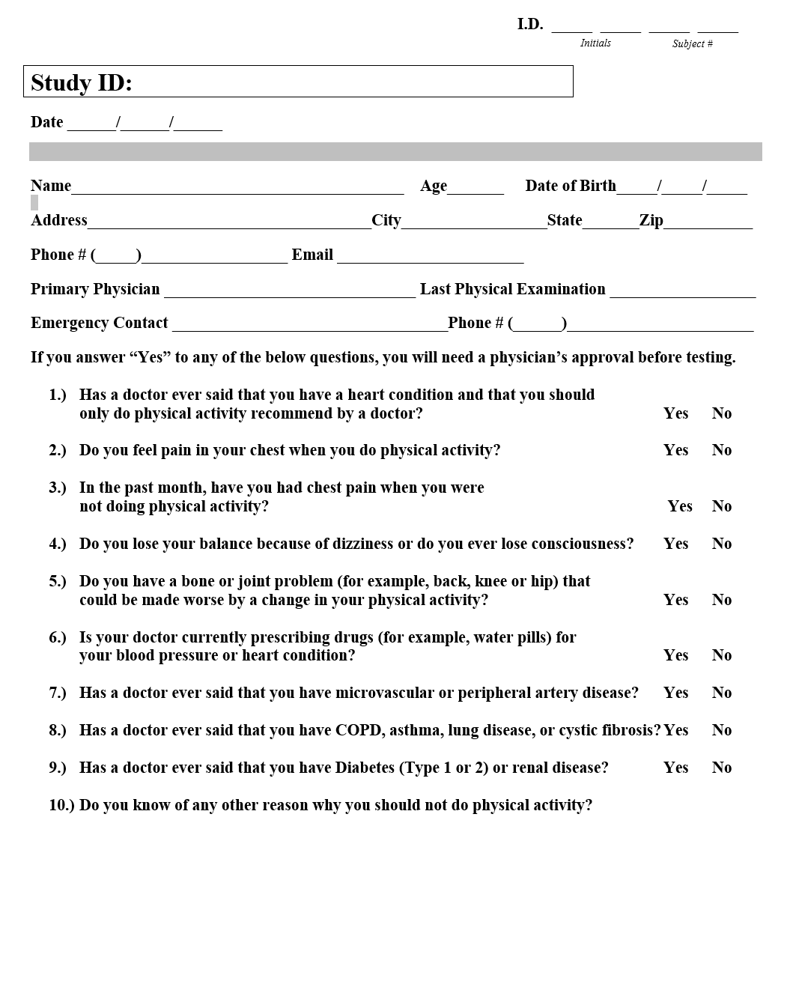 I.D. _____ _____ _____ _____
Initials Subject #
Study ID:
Date ______/______/______
Name_________________________________________ Age_______ Date of Birth_____/_____/_____
Address___________________________________City__________________State_______Zip___________
Phone # (_____)__________________ Email _______________________
Primary Physician _______________________________ Last Physical Examination __________________
Emergency Contact __________________________________Phone # (______)_______________________
If you answer “Yes” to any of the below questions, you will need a physician’s approval before testing.
1.) Has a doctor ever said that you have a heart condition and that you should
only do physical activity recommend by a doctor? Yes No
2.) Do you feel pain in your chest when you do physical activity? Yes No
3.) In the past month, have you had chest pain when you were
not doing physical activity? Yes No
4.) Do you lose your balance because of dizziness or do you ever lose consciousness? Yes No
5.) Do you have a bone or joint problem (for example, back, knee or hip) that
could be made worse by a change in your physical activity? Yes No
6.) Is your doctor currently prescribing drugs (for example, water pills) for
your blood pressure or heart condition? Yes No
7.) Has a doctor ever said that you have microvascular or peripheral artery disease? Yes No
8.) Has a doctor ever said that you have COPD, asthma, lung disease, or cystic fibrosis? Yes No
9.) Has a doctor ever said that you have Diabetes (Type 1 or 2) or renal disease? Yes No
10.) Do you know of any other reason why you should not do physical activity?